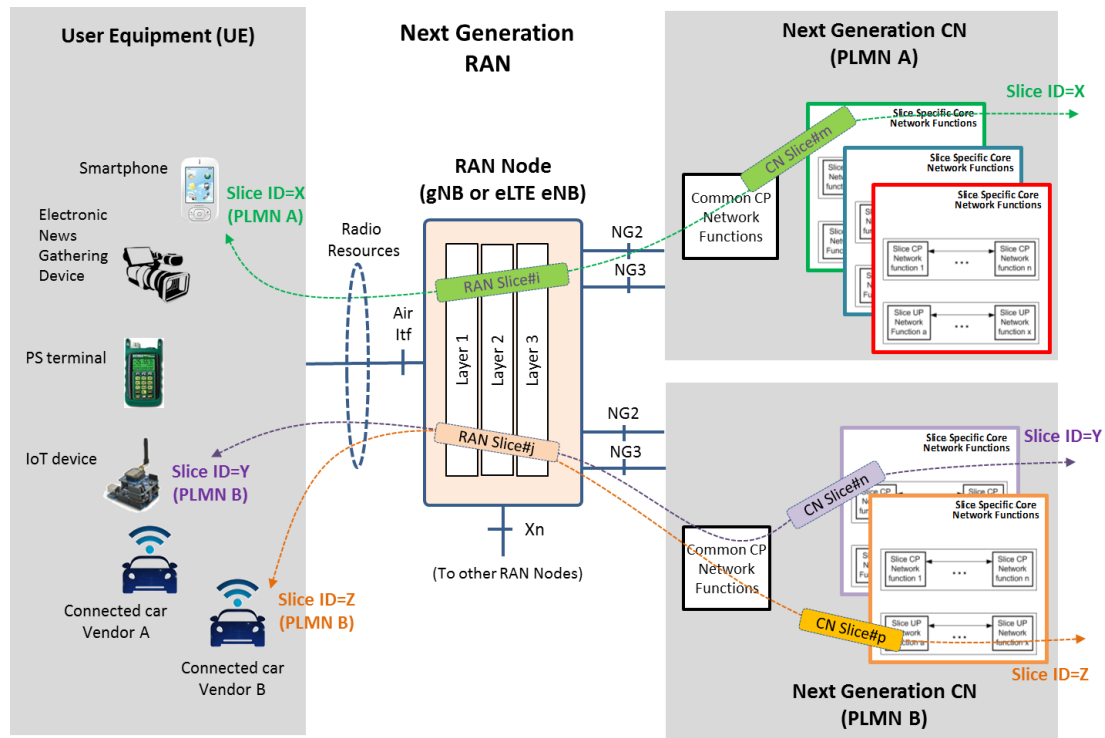 User Equipment (UE)
Smartphone
Slice ID=X
(PLMN A)
Electronic
News
Gathering
Device
PS terminal
IoT device
Slice ID=Y
(PLMN B)
Connected car
Vendor A
Slice ID=Z
(PLMN B)
Connected car
Vendor B
Next Generation
RAN
RAN Node
(gNB or eLTE eNB)
Radio
Resources
Air
Itf
RAN Slice#i
Layer 1
Layer 2
Layer 3
RAN Slice#j
NG2
NG3
NG2
NG3
Xn
(To other RAN Nodes)
Next Generation CN
(PLMN A)
Slice ID=X
CN Slice#m
Common CP
Network
Functions
Slice Specific Core
Network Functions
Slice Specific Core
Network Functions
Slice Specific Core
Network Functions
Slice CP
Network
function 1
...
Slice CP
Network
function n
Slice UP
Network
Function a
...
Slice UP
Network
function x
Slice ID=Y
CN Slice#n
Common CP
Network
Functions
Slice Specific Core
Network Functions
Slice Specific Core
Network Functions
Slice CP
Network
function 1
...
Slice CP
Network
function n
CN Slice#p
Slice UP
Network
...
Slice UP
Network
function x
Slice ID=Z
Next Generation CN
(PLMN B)